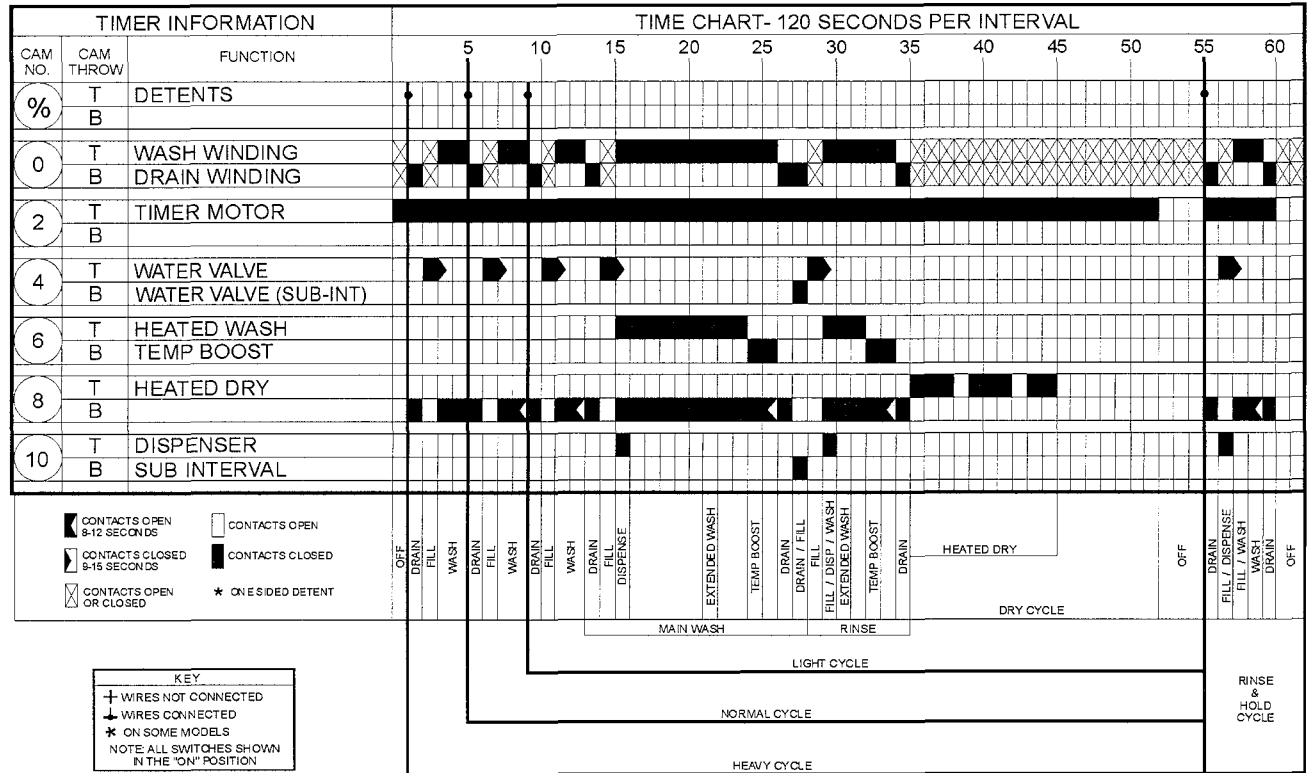 TIMER INFORMATION
TIME CHART- 120 SECONDS PER INTERVAL
CAM NO.
CAM THROW
FUNCTION
5 10 15 20 25 30 35 40 45 50 55 60
%
T DETENTS
B
0
T WASH WINDING
B DRAIN WINDING
2
T TIMER MOTOR
B
4
T WATER VALVE
B WATER VALVE (SUB-INT)
6
T HEATED WASH
B TEMP BOOST
8
T HEATED DRY
B
10
T DISPENSER
B SUB INTERVAL
CONTACTS OPEN
8-12 SECONDS
CONTACTS OPEN
CONTACTS CLOSED
9-15 SECONDS
CONTACTS CLOSED
CONTACTS OPEN
OR CLOSED
* ONE SIDED DETENT
OFF
DRAIN
FILL
WASH
DRAIN
FILL
WASH
DRAIN
FILL
WASH
DRAIN
FILL
DISPENSE
EXTENDED WASH
TEMP BOOST
DRAIN
DRAIN / FILL
FILL
FILL / DISP / WASH
EXTENDED WASH
TEMP BOOST
DRAIN
HEATED DRY
OFF
DRAIN
FILL / DISPENSE
FILL / WASH
WASH
DRAIN
OFF
DRY CYCLE
MAIN WASH
RINSE
LIGHT CYCLE
NORMAL CYCLE
HEAVY CYCLE
RINSE
&
HOLD
CYCLE
KEY
WIRES NOT CONNECTED
WIRES CONNECTED
* ON SOME MODELS
NOTE: ALL SWITCHES SHOWN
IN THE "ON" POSITION